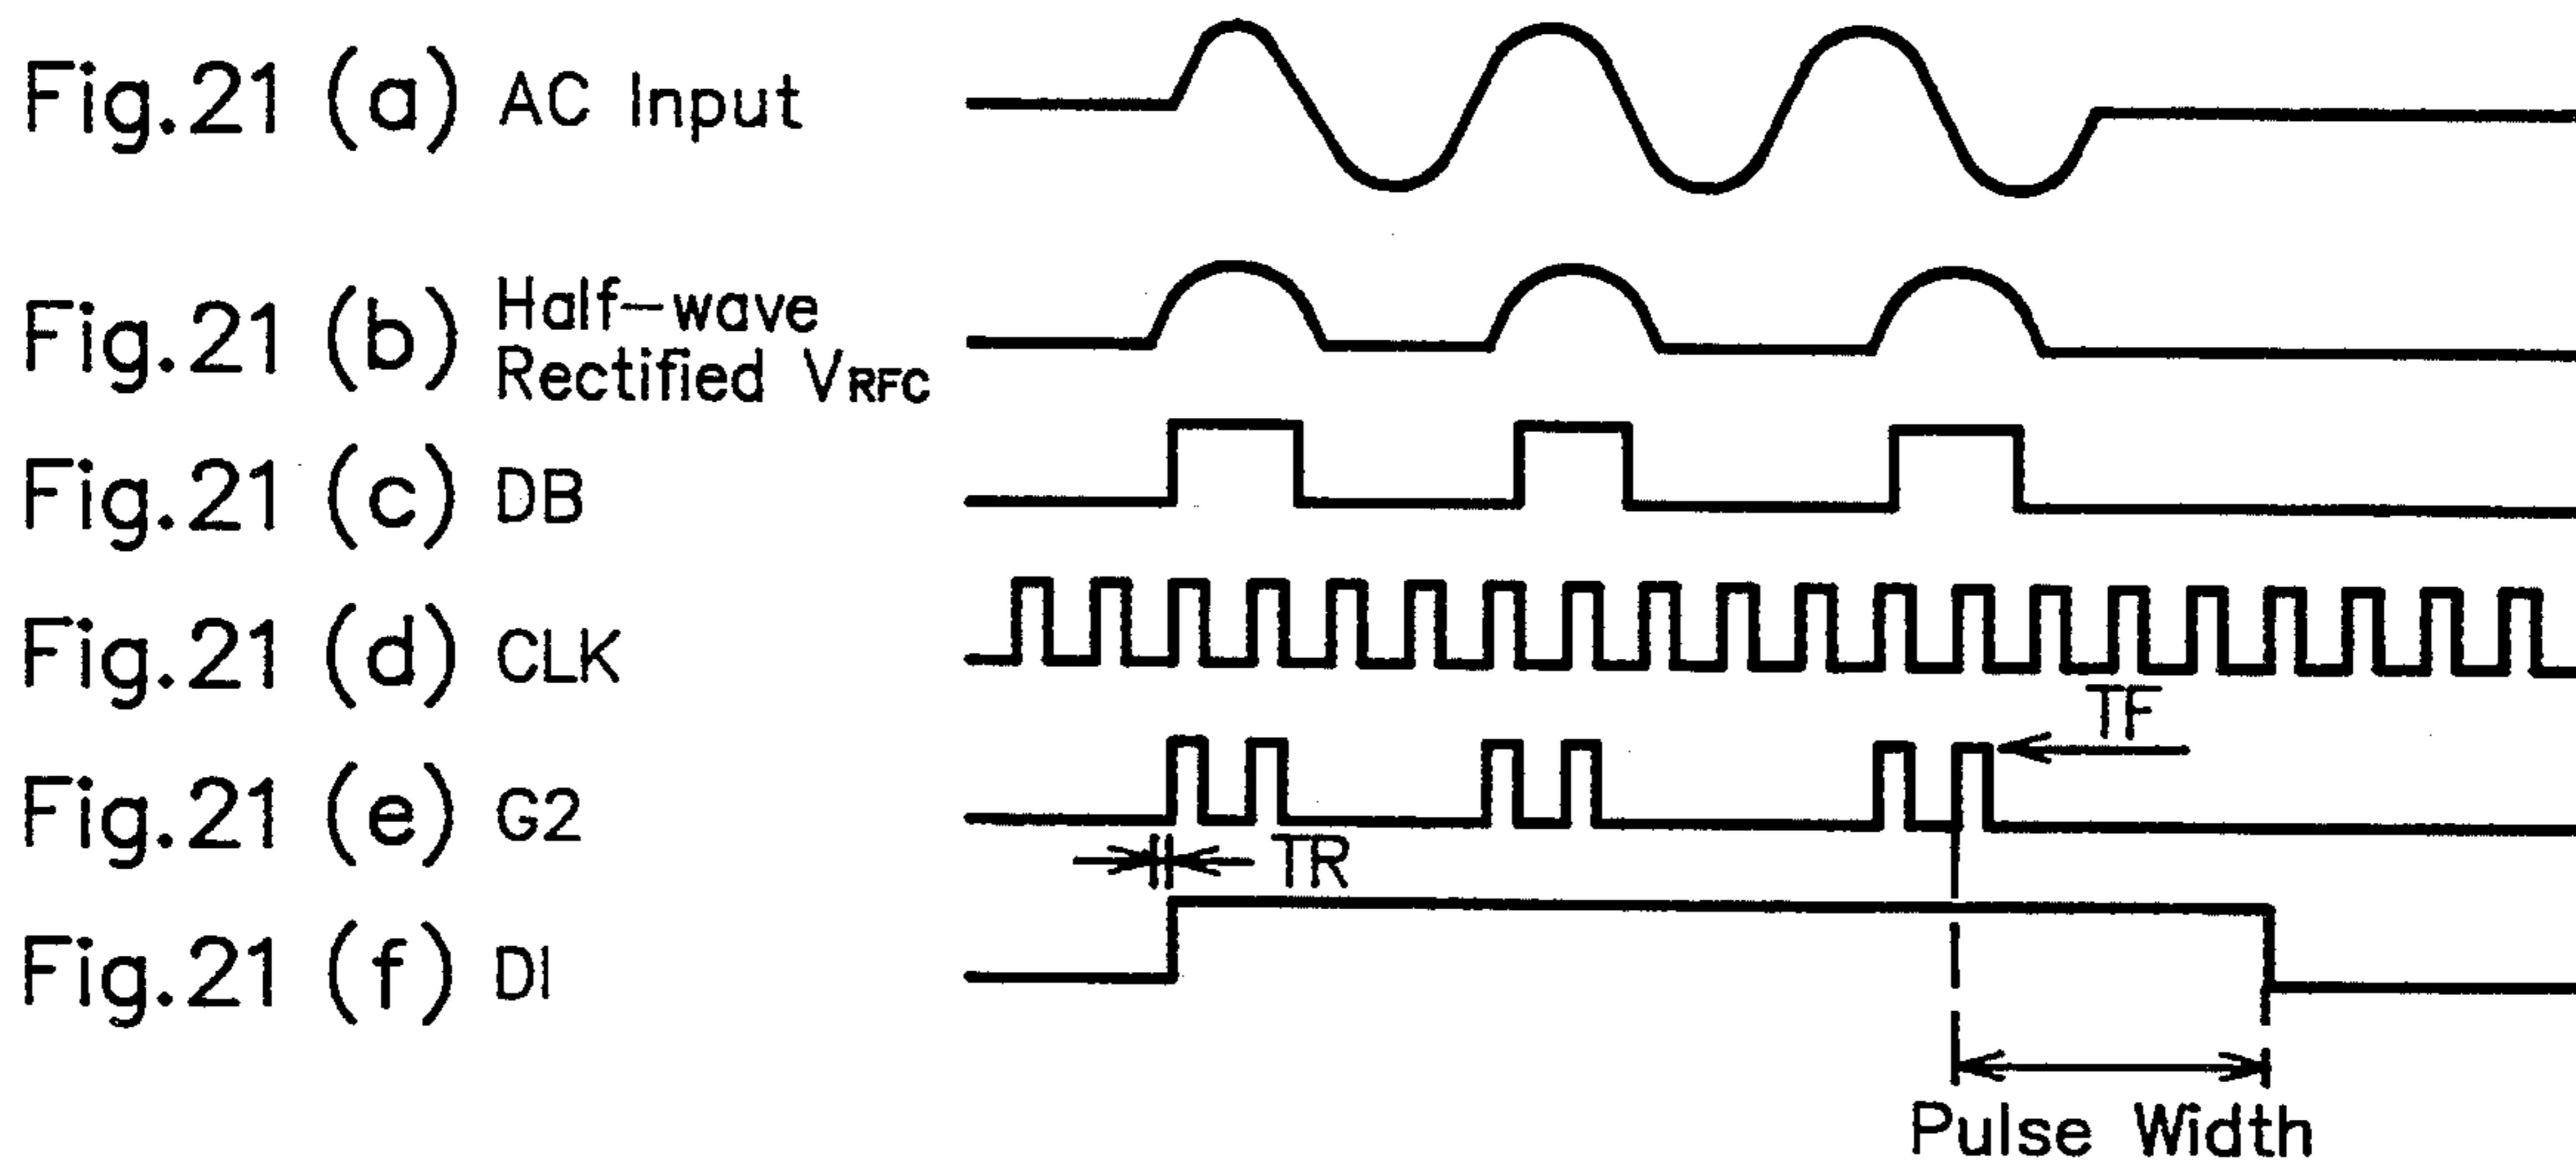 Fig.21 (a) AC Input
Fig.21 (b) Half-wave
Rectified VRFC
Fig.21 (c) DB
Fig.21 (d) CLK
TF
Fig.21 (e) G2
TR
Fig.21 (f) DI
Pulse Width